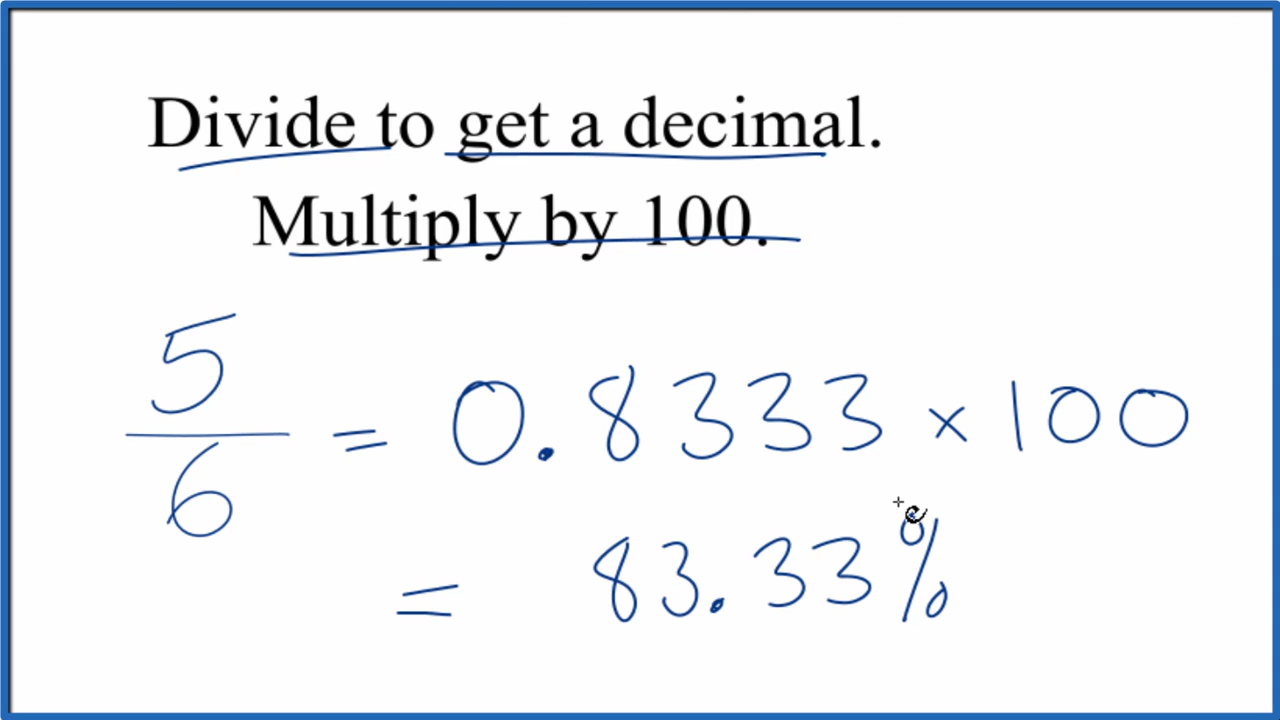 Divide to get a decimal.
Multiply by 100.
5/6 = 0.8333 × 100
= 83.33%